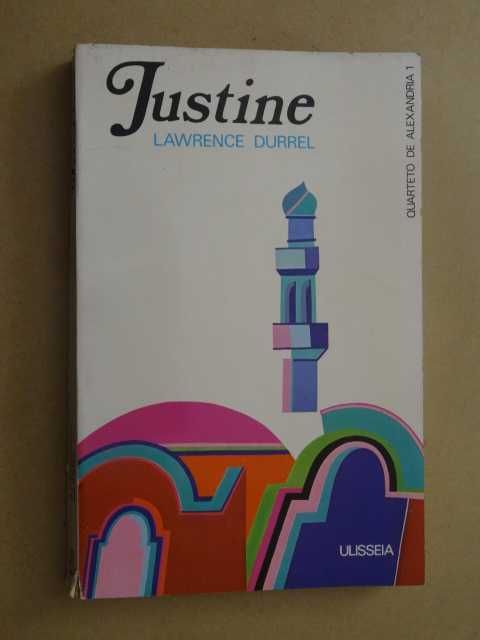 Justine
LAWRENCE DURREL
QUARTETO DE ALEXANDRIA 1
ULISSEIA